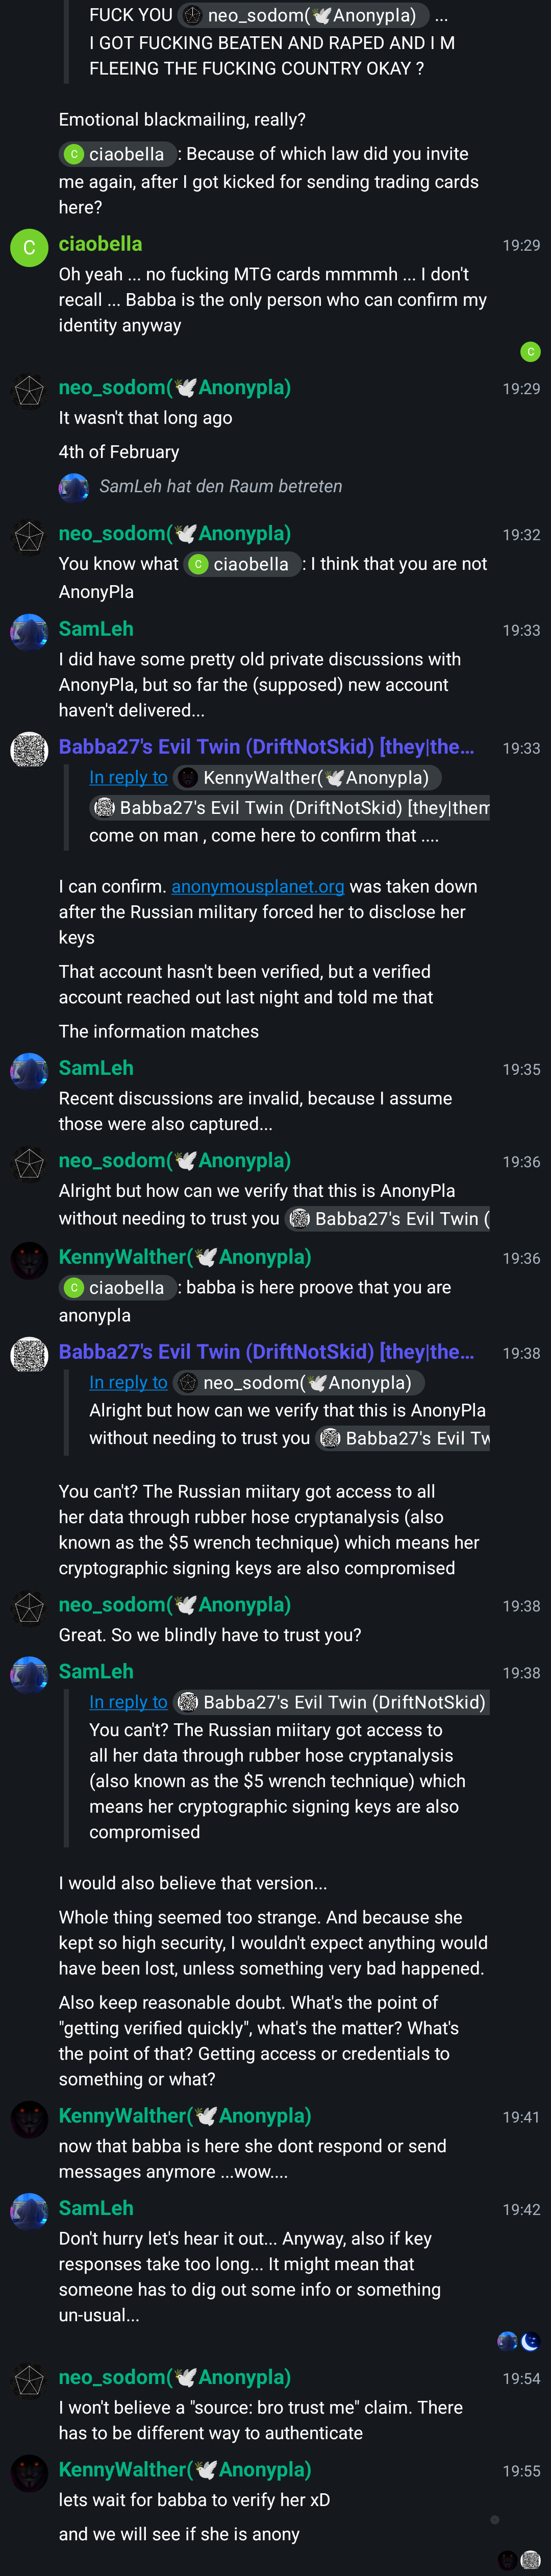 FUCK YOU neo_sodom(🕊Anonypla) ...
I GOT FUCKING BEATEN AND RAPED AND I M
FLEEING THE FUCKING COUNTRY OKAY ?
Emotional blackmailing, really?
C ciaobella : Because of which law did you invite
me again, after I got kicked for sending trading cards
here?
C ciaobella 19:29
Oh yeah ... no fucking MTG cards mmmmh ... I don't
recall ... Babba is the only person who can confirm my
identity anyway
C
neo_sodom(🕊Anonypla) 19:29
It wasn't that long ago
4th of February
SamLeh hat den Raum betreten
neo_sodom(🕊Anonypla) 19:32
You know what C ciaobella : I think that you are not
AnonyPla
SamLeh 19:33
I did have some pretty old private discussions with
AnonyPla, but so far the (supposed) new account
haven't delivered...
Babba27's Evil Twin (DriftNotSkid) [they|the... 19:33
In reply to KennyWalther(🕊Anonypla)
Babba27's Evil Twin (DriftNotSkid) [they|them
come on man , come here to confirm that ....
I can confirm. anonymousplanet.org was taken down
after the Russian military forced her to disclose her
keys
That account hasn't been verified, but a verified
account reached out last night and told me that
The information matches
SamLeh 19:35
Recent discussions are invalid, because I assume
those were also captured...
neo_sodom(🕊Anonypla) 19:36
Alright but how can we verify that this is AnonyPla
without needing to trust you Babba27's Evil Twin (
KennyWalther(🕊Anonypla) 19:36
C ciaobella : babba is here proove that you are
anonypla
Babba27's Evil Twin (DriftNotSkid) [they|the... 19:38
In reply to neo_sodom(🕊Anonypla)
Alright but how can we verify that this is AnonyPla
without needing to trust you Babba27's Evil Tw
You can't? The Russian miitary got access to all
her data through rubber hose cryptanalysis (also
known as the $5 wrench technique) which means her
cryptographic signing keys are also compromised
neo_sodom(🕊Anonypla) 19:38
Great. So we blindly have to trust you?
SamLeh 19:38
In reply to Babba27's Evil Twin (DriftNotSkid)
You can't? The Russian miitary got access to
all her data through rubber hose cryptanalysis
(also known as the $5 wrench technique) which
means her cryptographic signing keys are also
compromised
I would also believe that version...
Whole thing seemed too strange. And because she
kept so high security, I wouldn't expect anything would
have been lost, unless something very bad happened.
Also keep reasonable doubt. What's the point of
"getting verified quickly", what's the matter? What's
the point of that? Getting access or credentials to
something or what?
KennyWalther(🕊Anonypla) 19:41
now that babba is here she dont respond or send
messages anymore ...wow....
SamLeh 19:42
Don't hurry let's hear it out... Anyway, also if key
responses take too long... It might mean that
someone has to dig out some info or something
un-usual...
neo_sodom(🕊Anonypla) 19:54
I won't believe a "source: bro trust me" claim. There
has to be different way to authenticate
KennyWalther(🕊Anonypla) 19:55
lets wait for babba to verify her xD
and we will see if she is anony